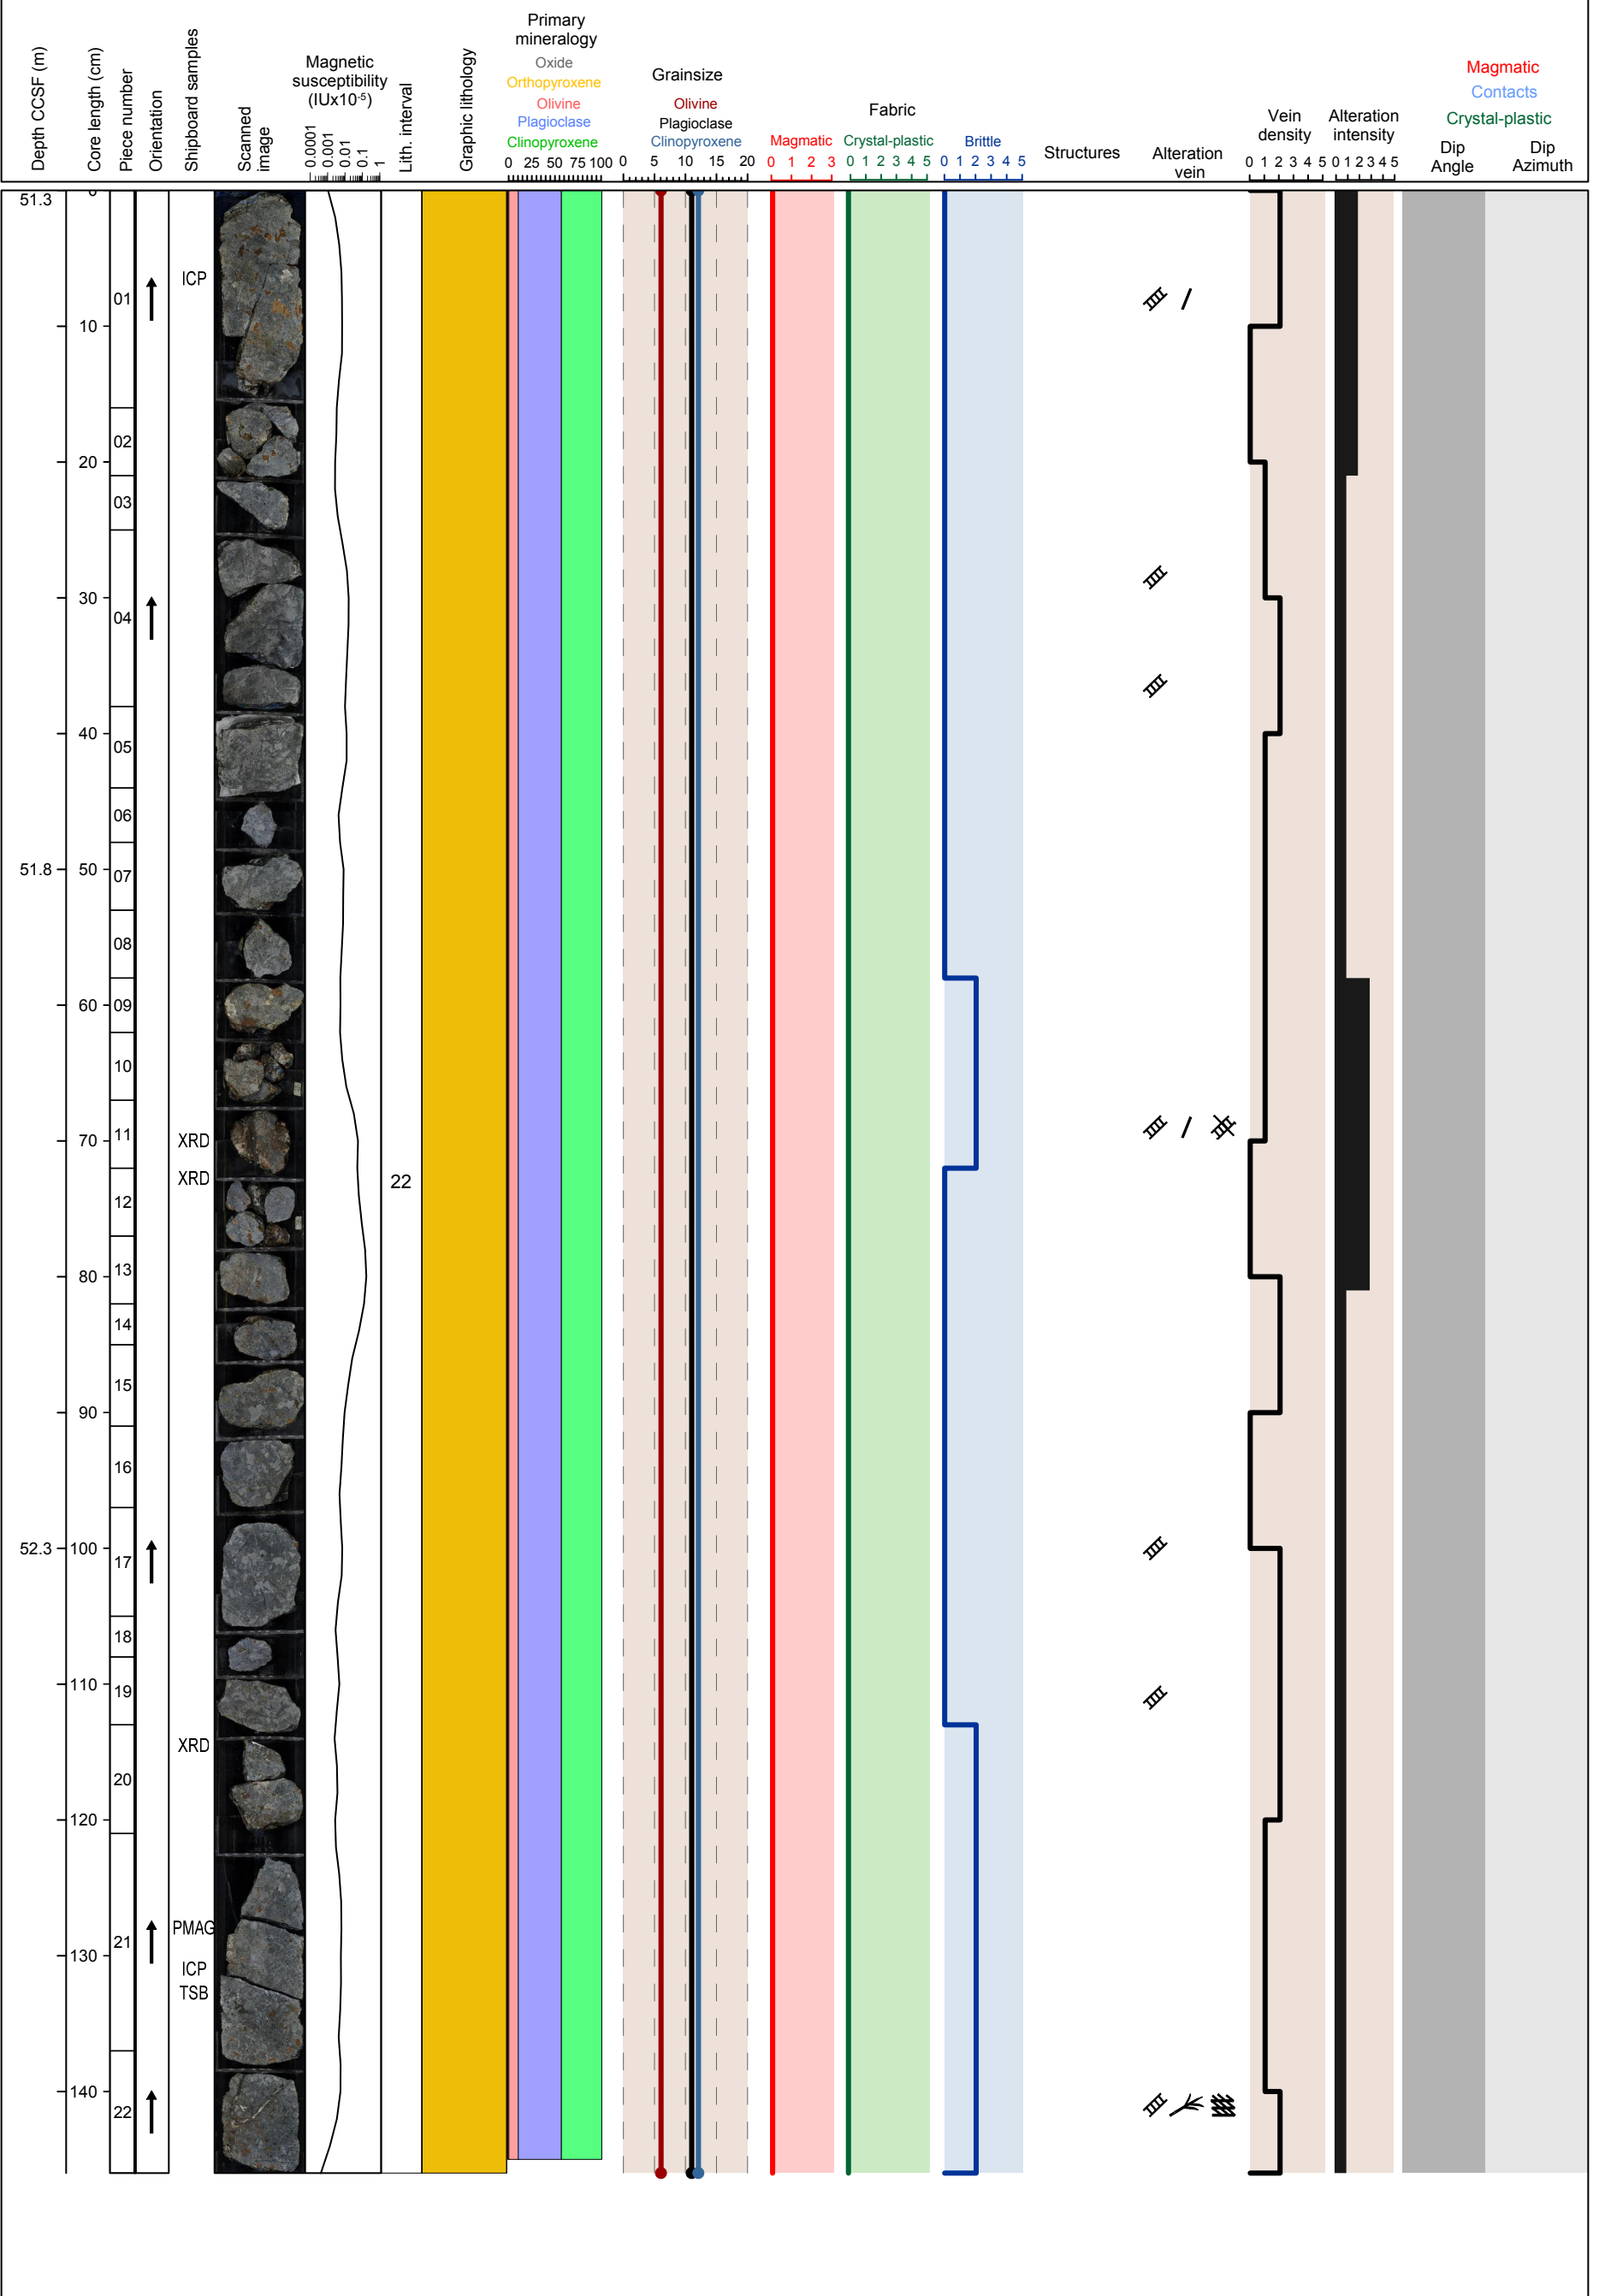 Depth CCSF (m)
Core length (cm)
Piece number
Orientation
Shipboard samples
Scanned
image
Magnetic
susceptibility
(IUx10-5)
0.0001
0.001
0.01
0.1
1
Lith. interval
Graphic lithology
Primary
mineralogy
Oxide
Orthopyroxene
Olivine
Plagioclase
Clinopyroxene
0 25 50 75 100
Grainsize
Olivine
Plagioclase
Clinopyroxene
0 5 10 15 20
Fabric
Magmatic
0 1 2 3
Crystal-plastic
0 1 2 3 4 5
Brittle
0 1 2 3 4 5
Structures
Alteration
vein
Vein
density
0 1 2 3 4 5
Alteration
intensity
0 1 2 3 4 5
Magmatic
Contacts
Crystal-plastic
Dip
Angle
Dip
Azimuth
51.3
0
ICP
01
10
02
20
03
30
04
40
05
06
51.8
50
07
08
60
09
10
11
70
XRD
XRD
22
12
13
80
14
15
90
16
52.3
100
17
18
110
19
XRD
20
120
PMAG
21
130
ICP
TSB
140
22